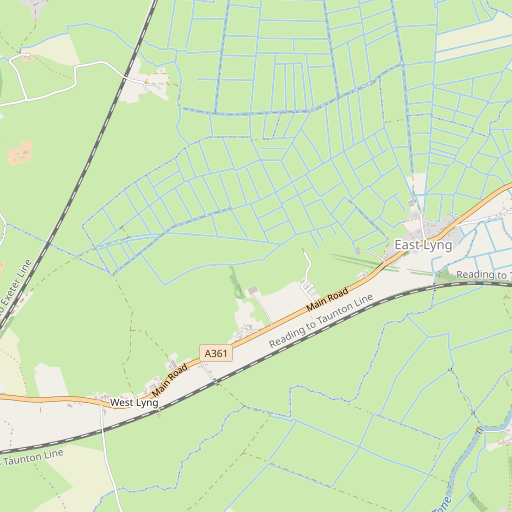 East Lyng
Reading to T
o Exeter Line
Main Road
Reading to Taunton Line
A361
Main Road
West Lyng
o Taunton Line
Tone